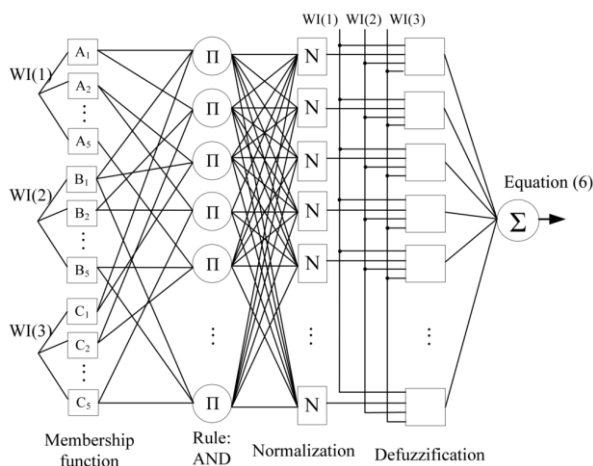 WI(1) WI(2) WI(3)
WI(1)
A₁
A₂
⋮
A₅
WI(2)
B₁
B₂
⋮
B₅
WI(3)
C₁
C₂
⋮
C₅
Π
Π
Π
Π
Π
⋮
Π
N
N
N
N
N
⋮
N
⋮
Σ
Equation (6)
Membership
function
Rule:
AND
Normalization
Defuzzification